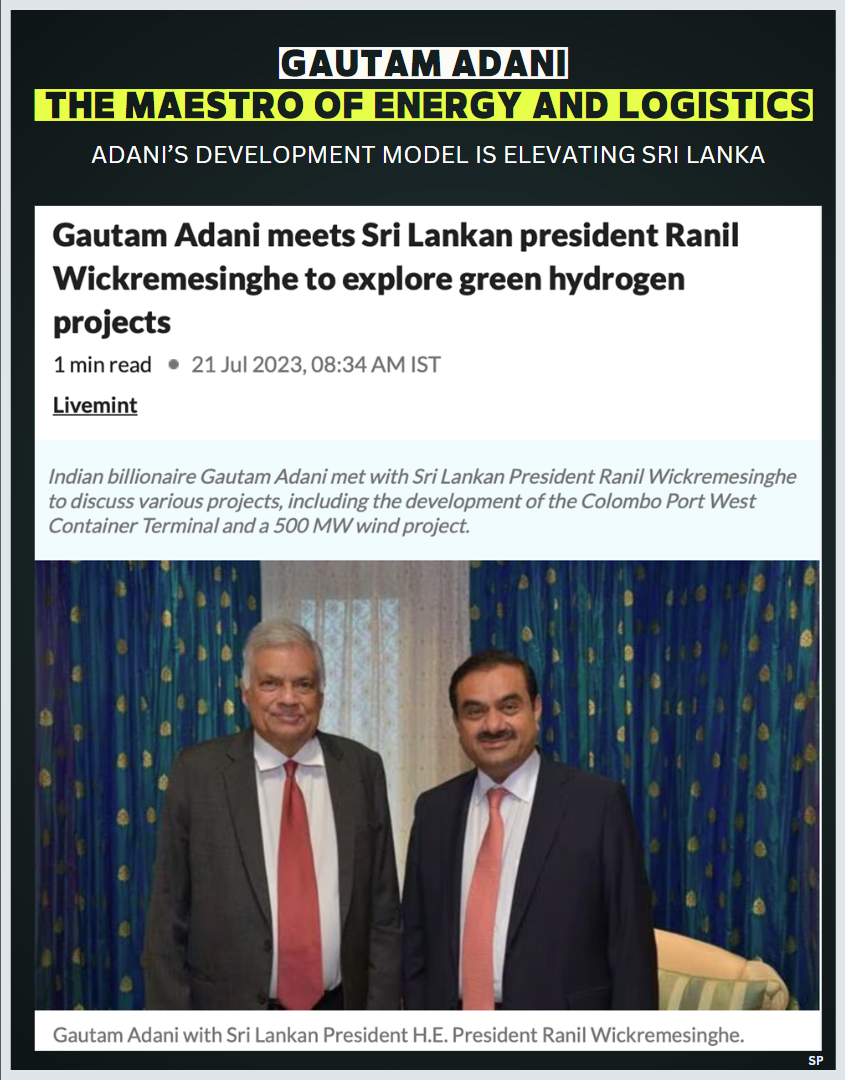 GAUTAM ADANI
THE MAESTRO OF ENERGY AND LOGISTICS
ADANI'S DEVELOPMENT MODEL IS ELEVATING SRI LANKA
Gautam Adani meets Sri Lankan president Ranil
Wickremesinghe to explore green hydrogen
projects
1 min read • 21 Jul 2023, 08:34 AM IST
Livemint
Indian billionaire Gautam Adani met with Sri Lankan President Ranil Wickremesinghe
to discuss various projects, including the development of the Colombo Port West
Container Terminal and a 500 MW wind project.
Gautam Adani with Sri Lankan President H.E. President Ranil Wickremesinghe.
SP